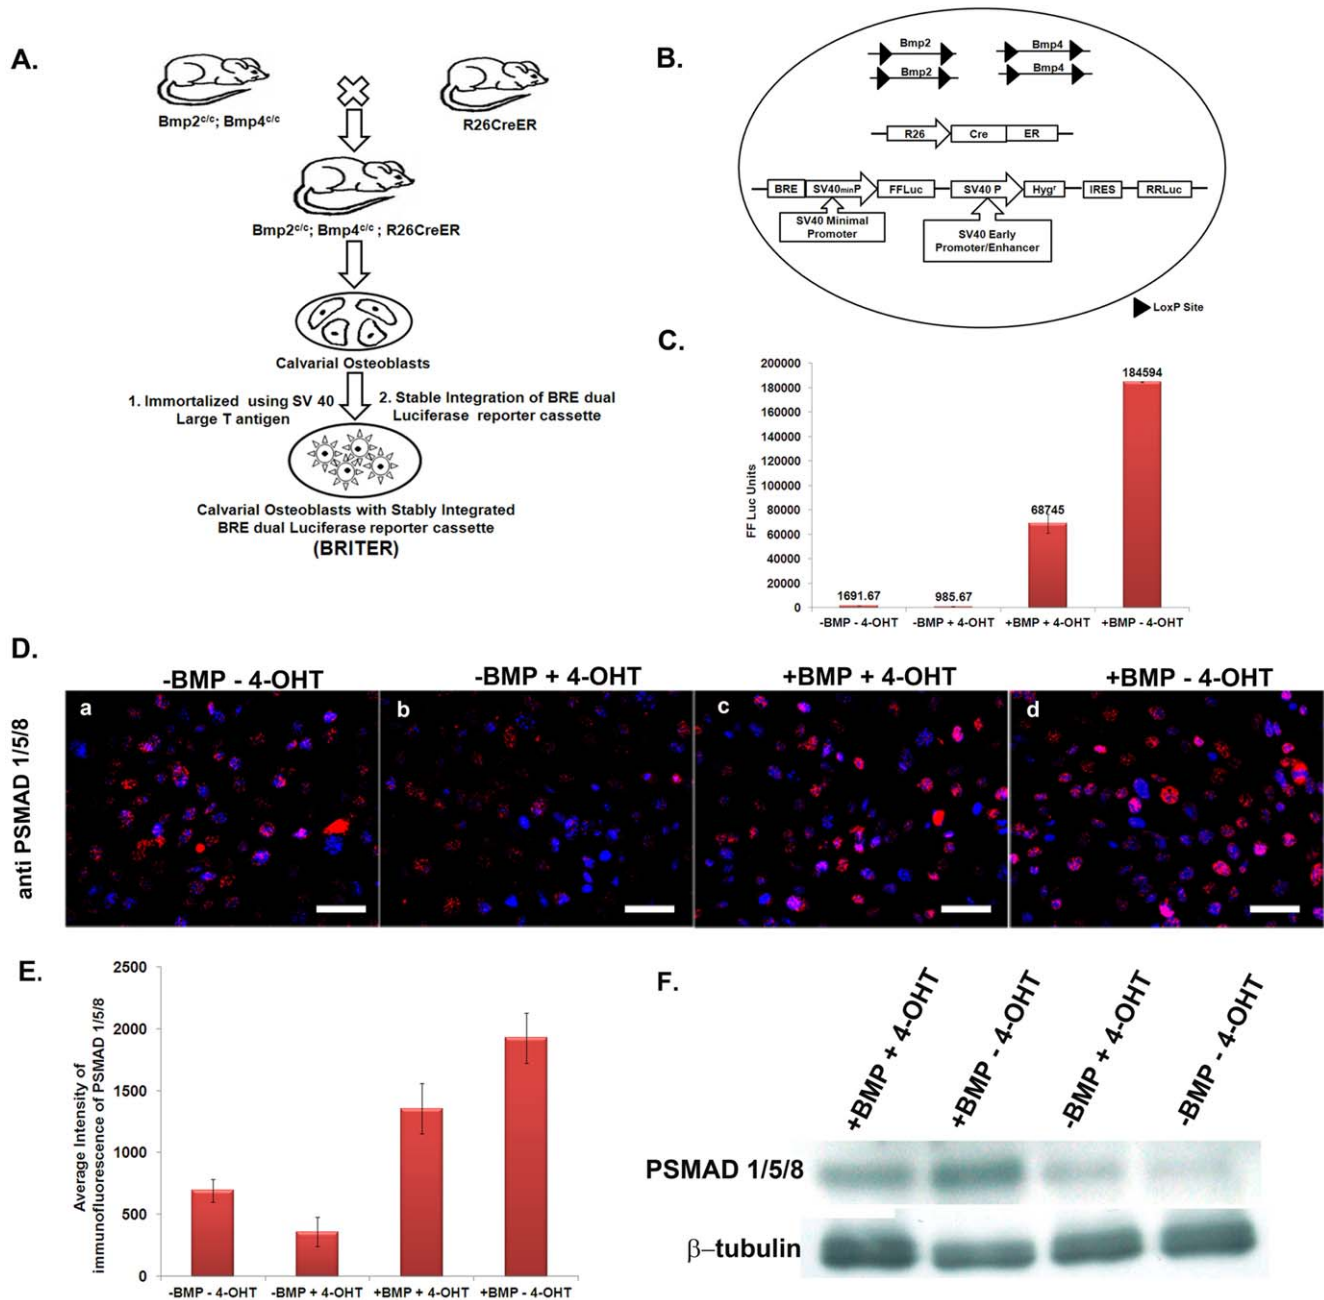 A.
Bmp2c/c; Bmp4c/c
R26CreER
Bmp2c/c; Bmp4c/c ; R26CreER
Calvarial Osteoblasts
1. Immortalized using SV 40
Large T antigen
2. Stable Integration of BRE dual
Luciferase reporter cassette
Calvarial Osteoblasts with Stably Integrated
BRE dual Luciferase reporter cassette
(BRITER)
B.
Bmp2
Bmp4
Bmp2
Bmp4
R26 Cre ER
BRE SV40minP FFLuc SV40 P Hygr IRES RRLuc
SV40 Minimal
Promoter
SV40 Early
Promoter/Enhancer
LoxP Site
C.
FF Luc Units
200000
180000
160000
140000
120000
100000
80000
60000
40000
20000
0
1691.67
985.67
68745
184594
-BMP - 4-OHT
-BMP + 4-OHT
+BMP + 4-OHT
+BMP - 4-OHT
D.
-BMP - 4-OHT
-BMP + 4-OHT
+BMP + 4-OHT
+BMP - 4-OHT
anti PSMAD 1/5/8
a
b
c
d
E.
Average Intensity of
immunofluorescence of PSMAD 1/5/8
2500
2000
1500
1000
500
0
-BMP - 4-OHT
-BMP + 4-OHT
+BMP + 4-OHT
+BMP - 4-OHT
F.
+BMP + 4-OHT
+BMP - 4-OHT
-BMP + 4-OHT
-BMP - 4-OHT
PSMAD 1/5/8
β–tubulin